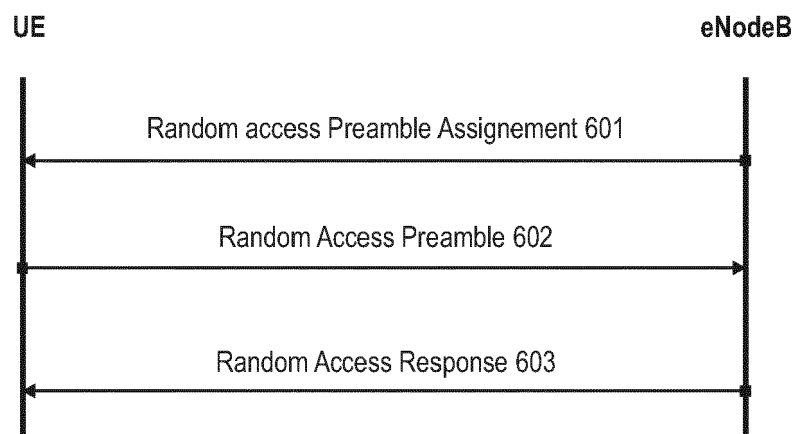 UE
eNodeB
Random access Preamble Assignement 601
Random Access Preamble 602
Random Access Response 603